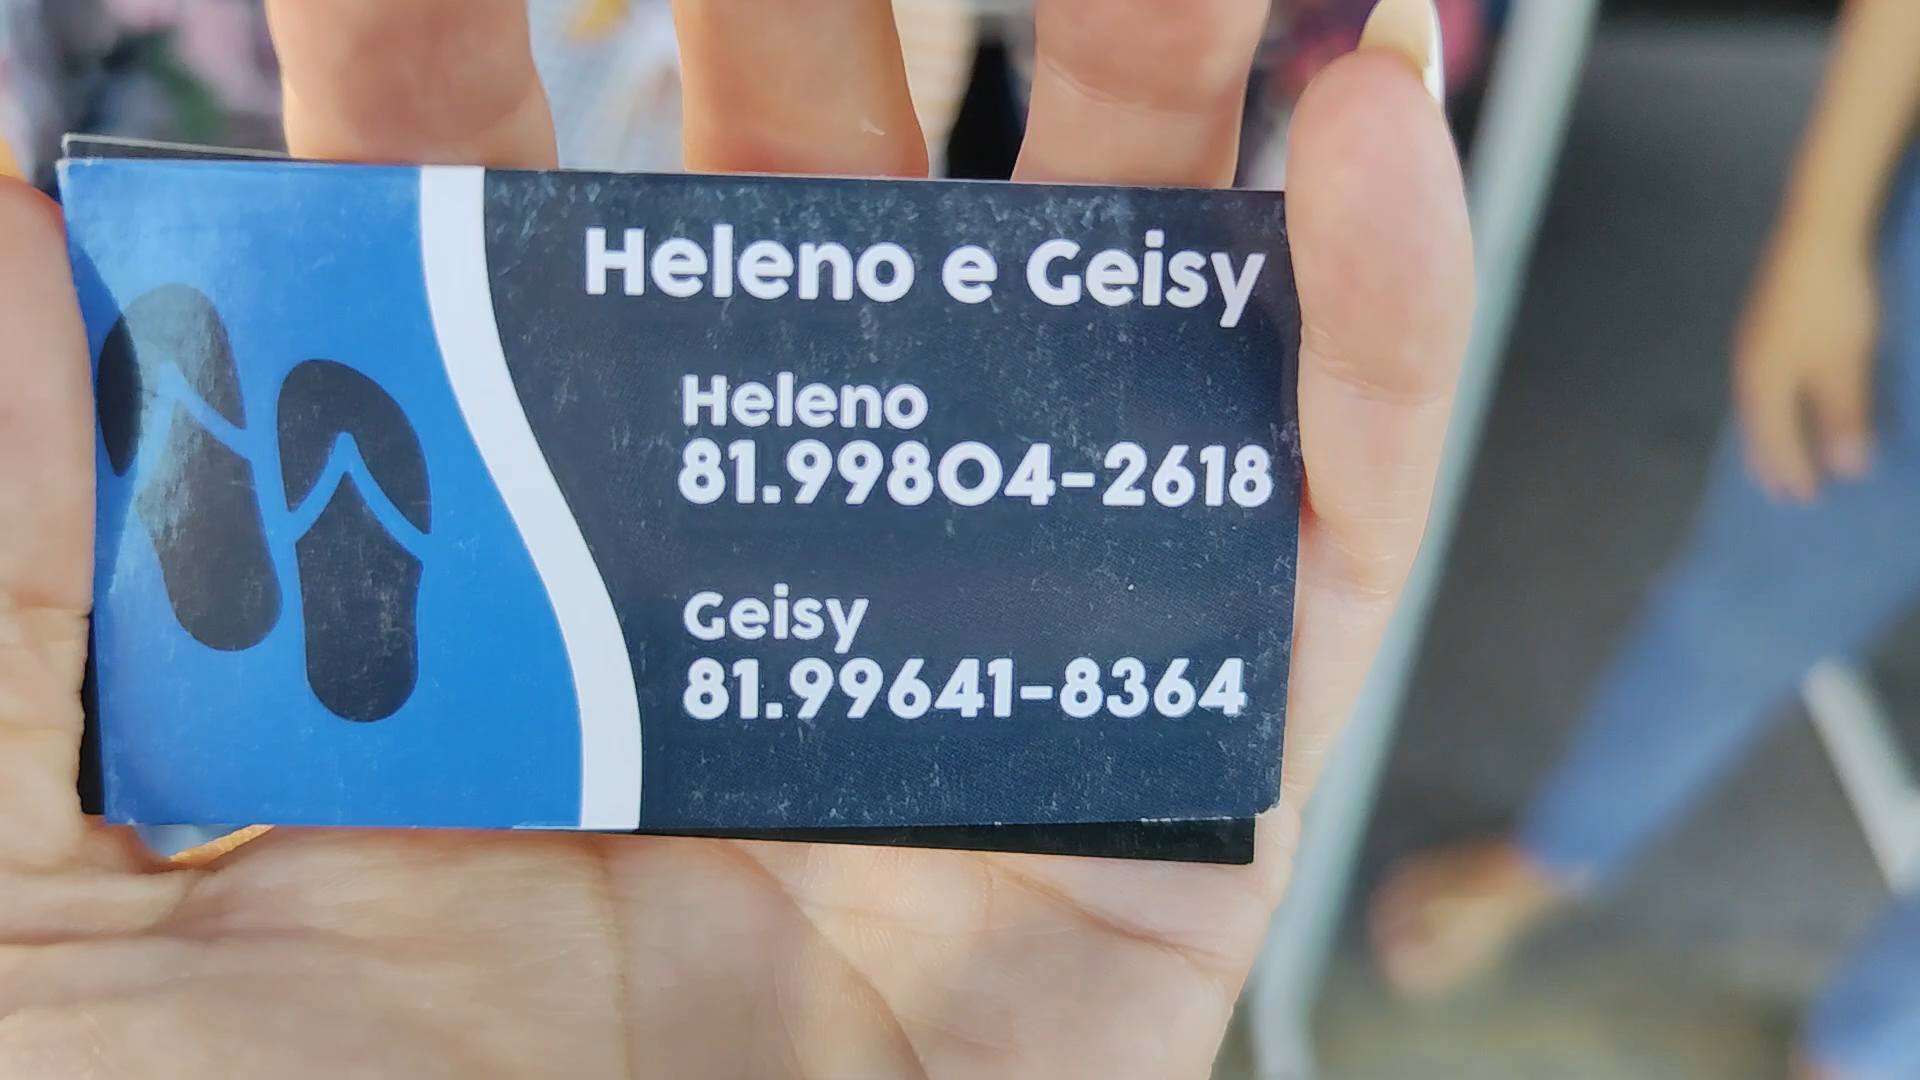 Heleno e Geisy
Heleno
81.99804-2618
Geisy
81.99641-8364